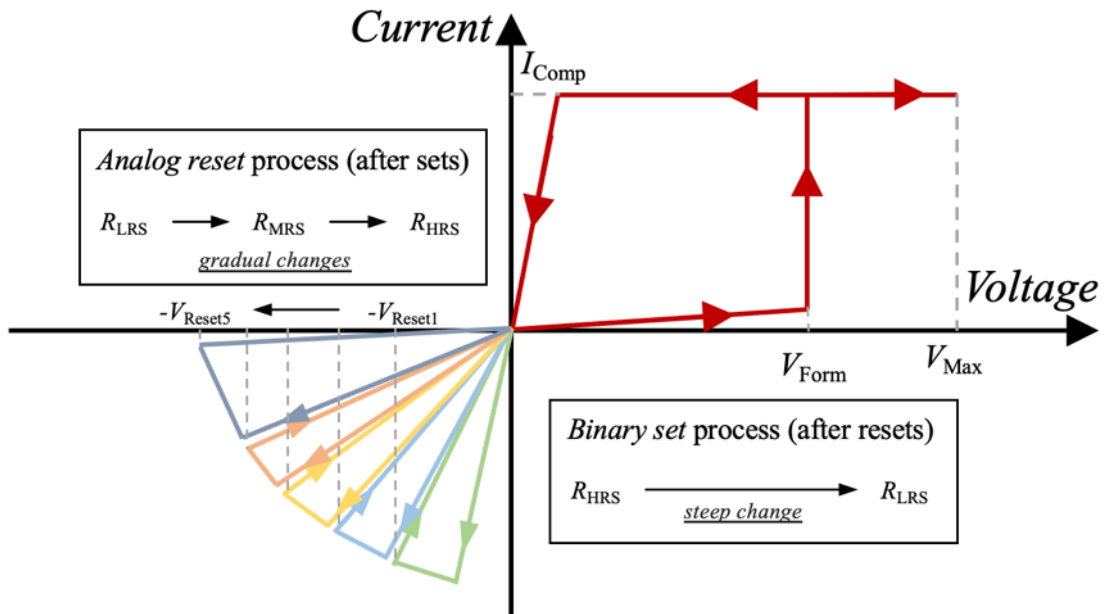 Current
I_Comp
Analog reset process (after sets)
R_LRS → R_MRS → R_HRS
gradual changes
-V_Reset5 ← -V_Reset1
Voltage
V_Form
V_Max
Binary set process (after resets)
R_HRS → R_LRS
steep change